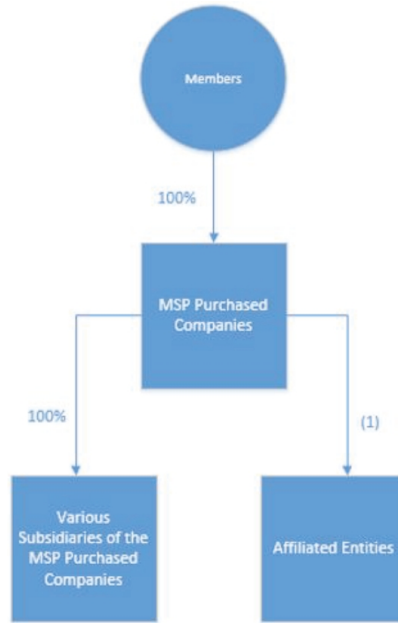 Members
100%
MSP Purchased
Companies
100%
(1)
Various
Subsidiaries of the
MSP Purchased
Companies
Affiliated Entities